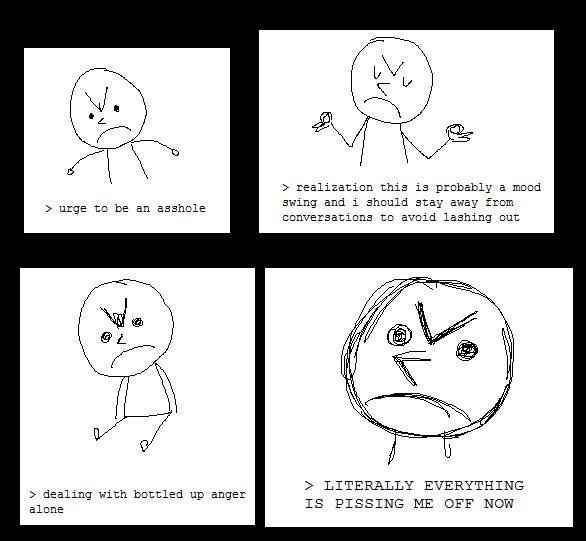 > urge to be an asshole
> realization this is probably a mood
swing and i should stay away from
conversations to avoid lashing out
> dealing with bottled up anger
alone
> LITERALLY EVERYTHING
IS PISSING ME OFF NOW